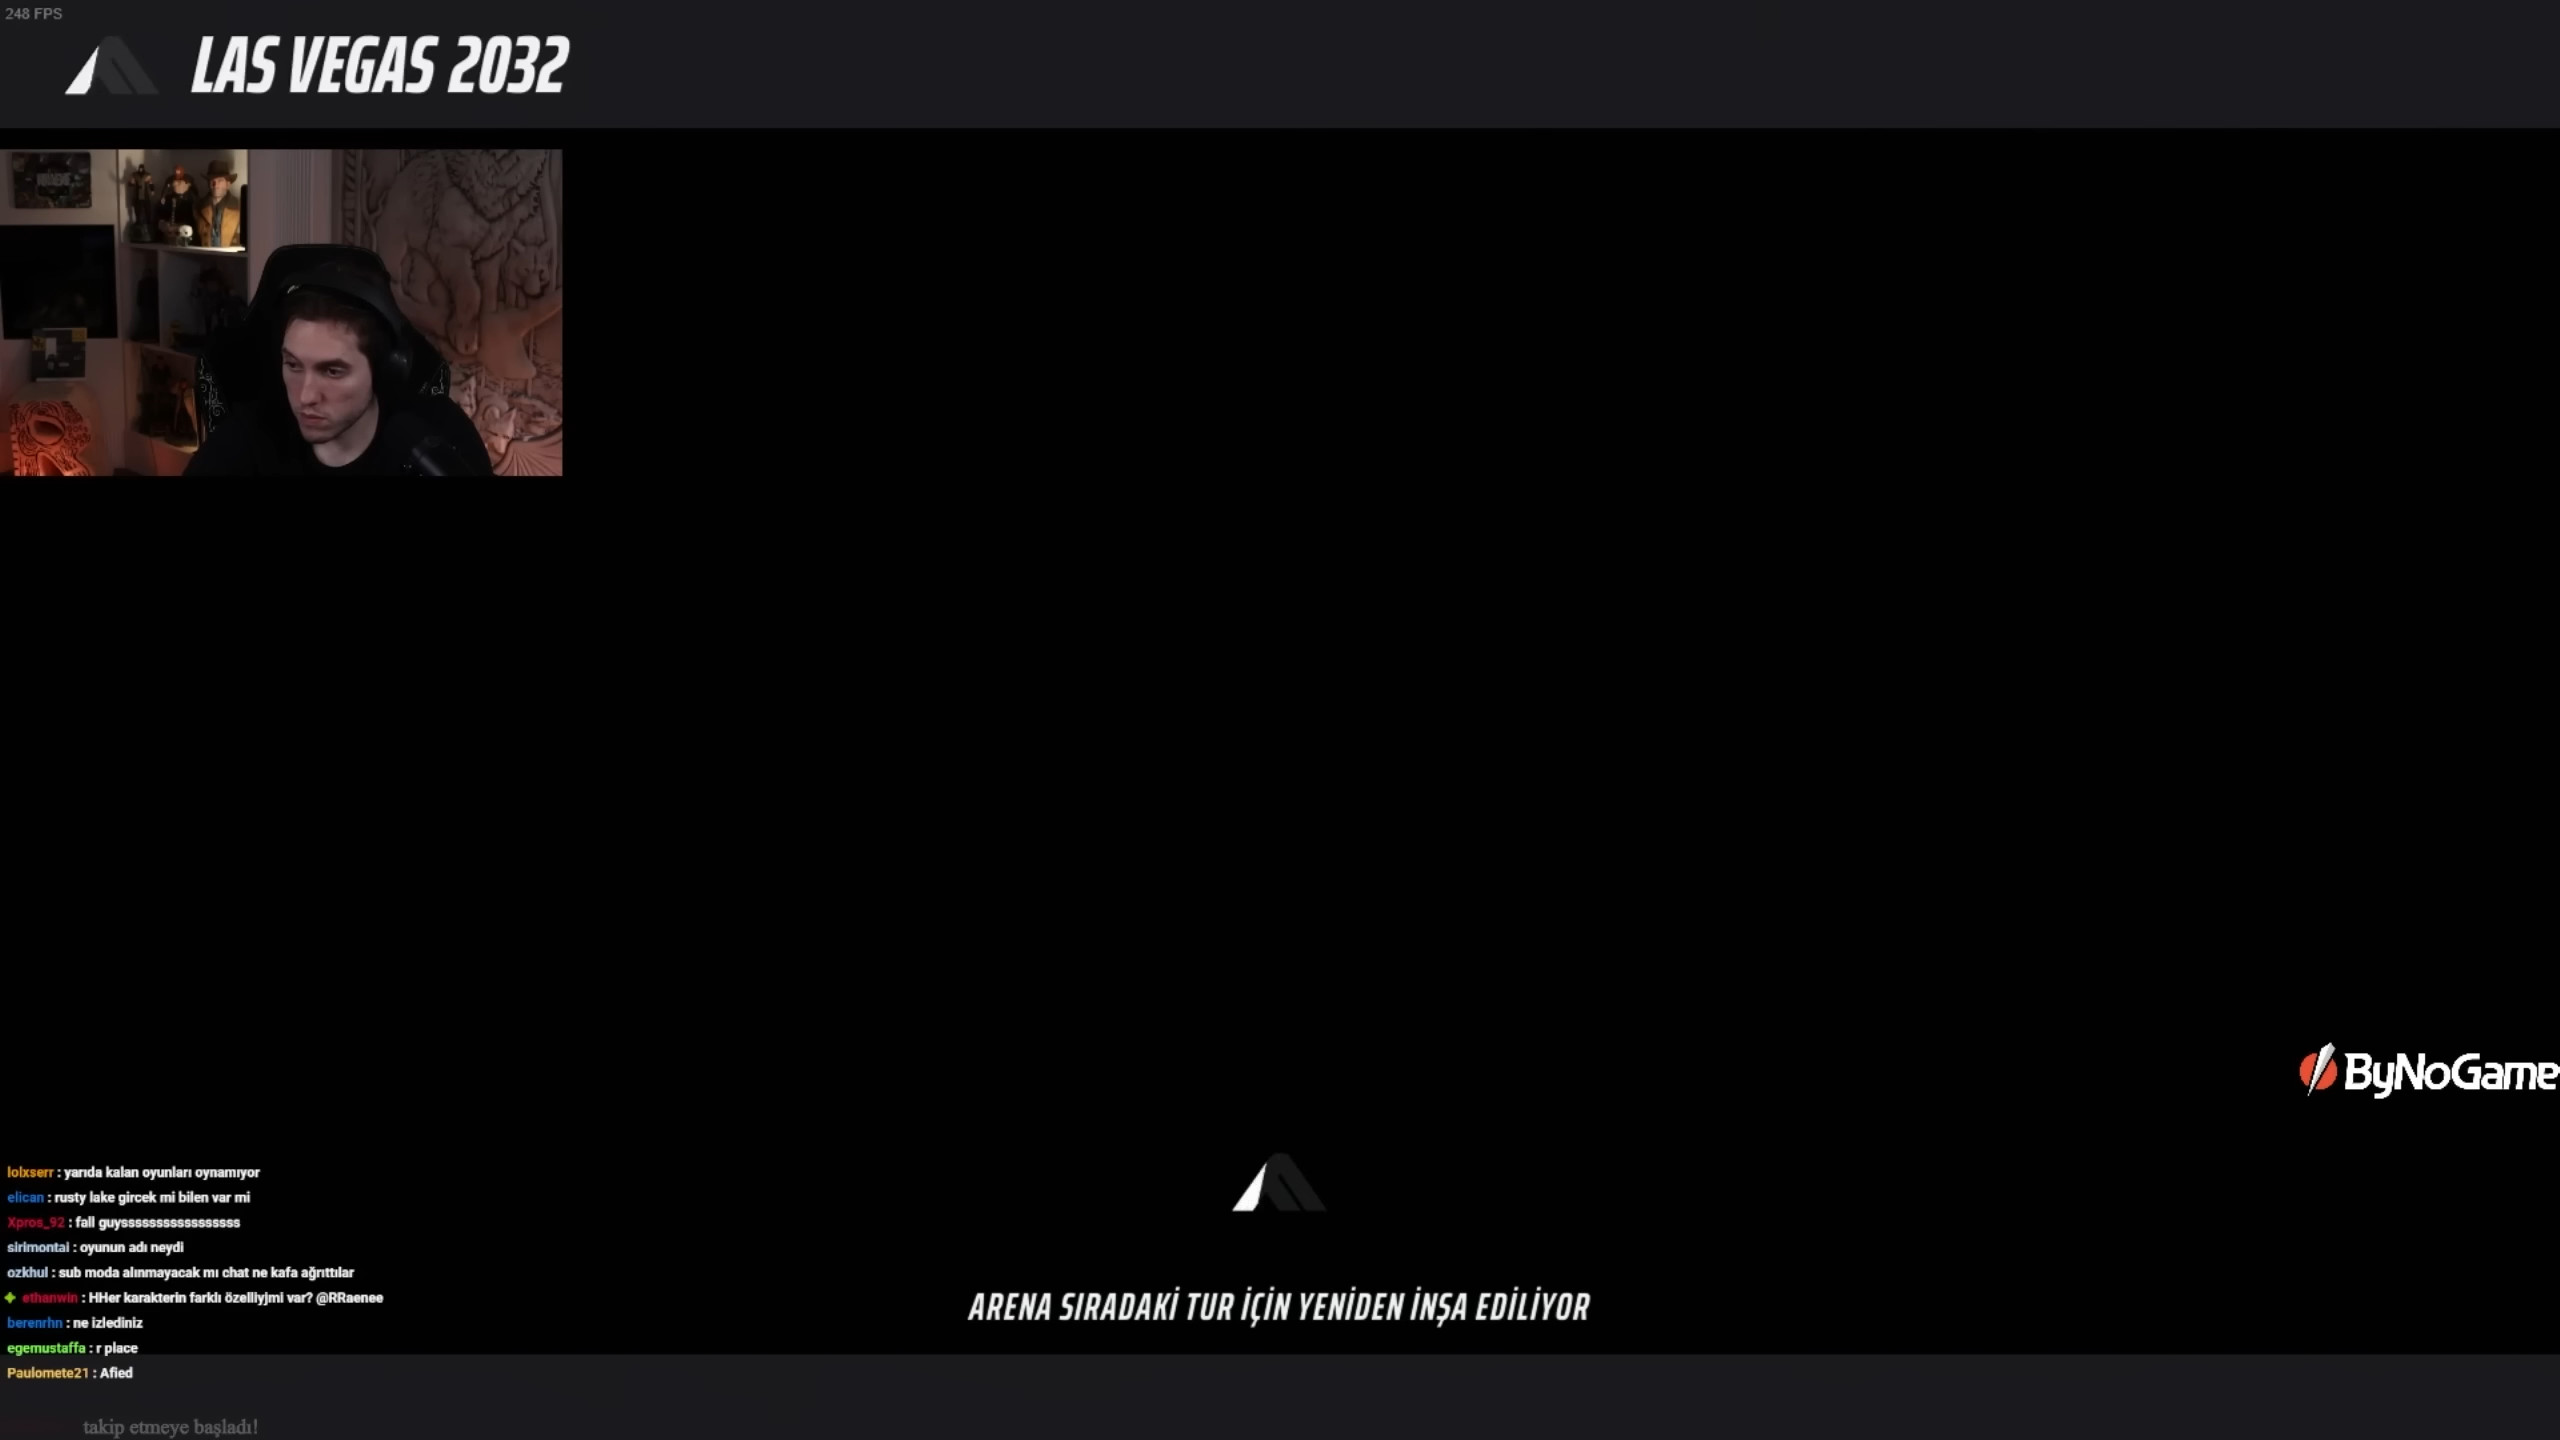 248 FPS
LAS VEGAS 2032
ByNoGame
lolxserr : yarıda kalan oyunları oynamıyor
elican : rusty lake gircek mi bilen var mi
Xpros_92 : fall guysssssssssssssssss
sirimontai : oyunun adı neydi
ozkhul : sub moda alınmayacak mı chat ne kafa ağrıttılar
ethanwin : HHer karakterin farklı özelliyjmi var? @RRaenee
berenrhn : ne izlediniz
egemustaffa : r place
Paulomete21 : Afied
ARENA SIRADAKİ TUR İÇİN YENİDEN İNŞA EDİLİYOR
takip etmeye başladı!